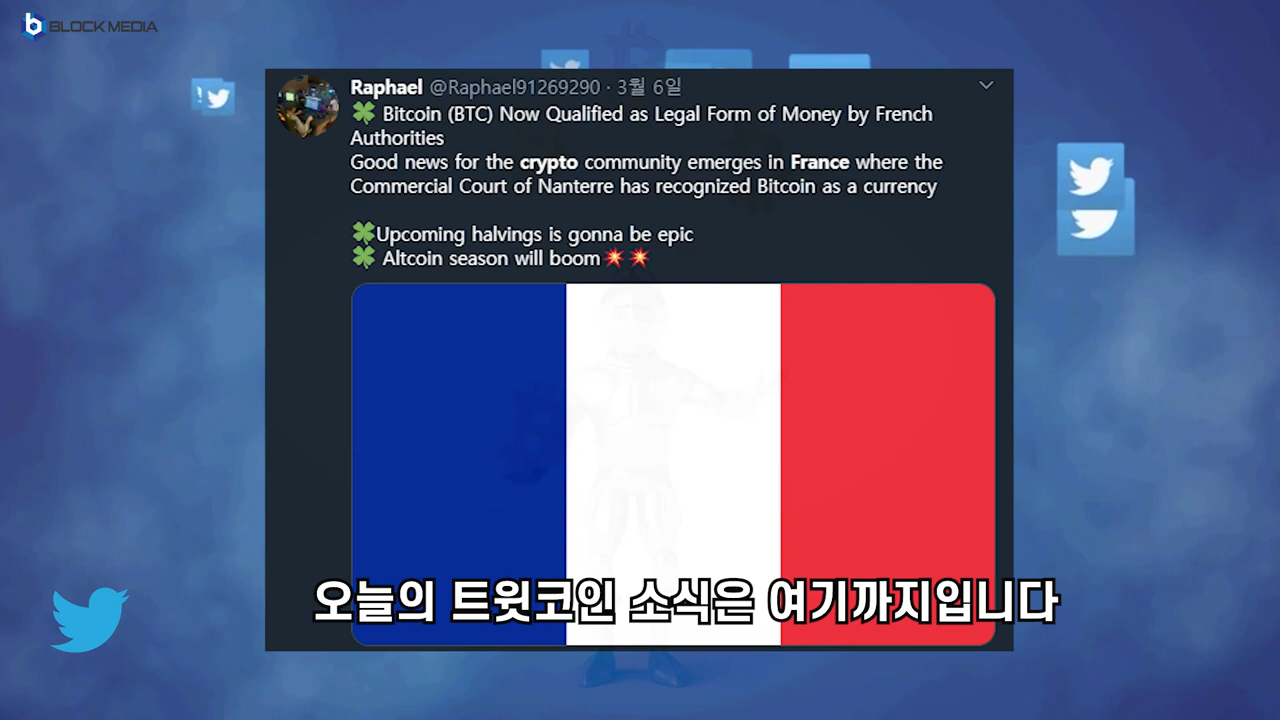 BLOCK MEDIA
Raphael @Raphael91269290 · 3월 6일
🍀 Bitcoin (BTC) Now Qualified as Legal Form of Money by French
Authorities
Good news for the crypto community emerges in France where the
Commercial Court of Nanterre has recognized Bitcoin as a currency
🍀Upcoming halvings is gonna be epic
🍀 Altcoin season will boom💥💥
오늘의 트윗코인 소식은 여기까지입니다